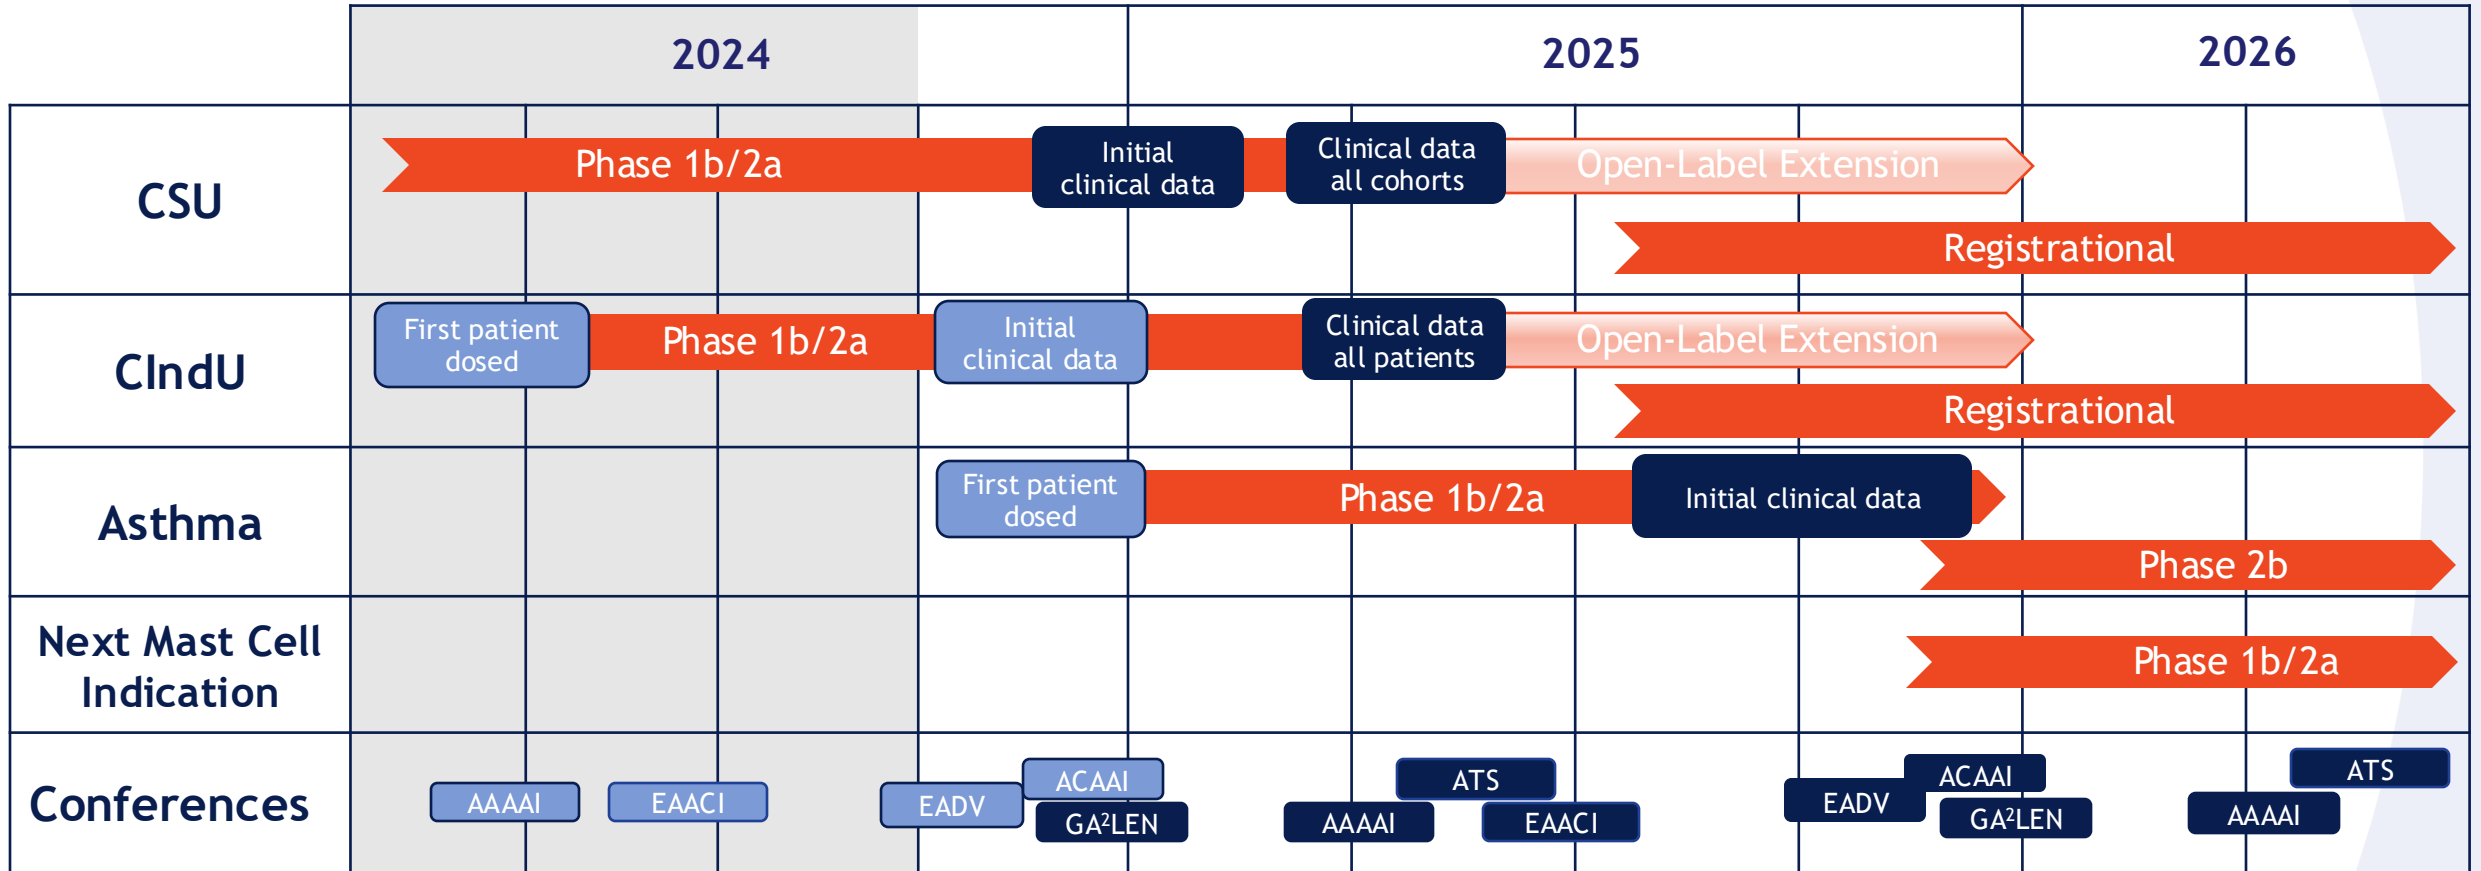 2024
2025
2026
CSU
Phase 1b/2a
Initial
clinical data
Clinical data
all cohorts
Open-Label Extension
Registrational
CIndU
First patient
dosed
Phase 1b/2a
Initial
clinical data
Clinical data
all patients
Open-Label Extension
Registrational
Asthma
First patient
dosed
Phase 1b/2a
Initial clinical data
Phase 2b
Next Mast Cell
Indication
Phase 1b/2a
Conferences
AAAAI
EAACI
EADV
ACAAI
GA²LEN
AAAAI
ATS
EAACI
EADV
ACAAI
GA²LEN
AAAAI
ATS